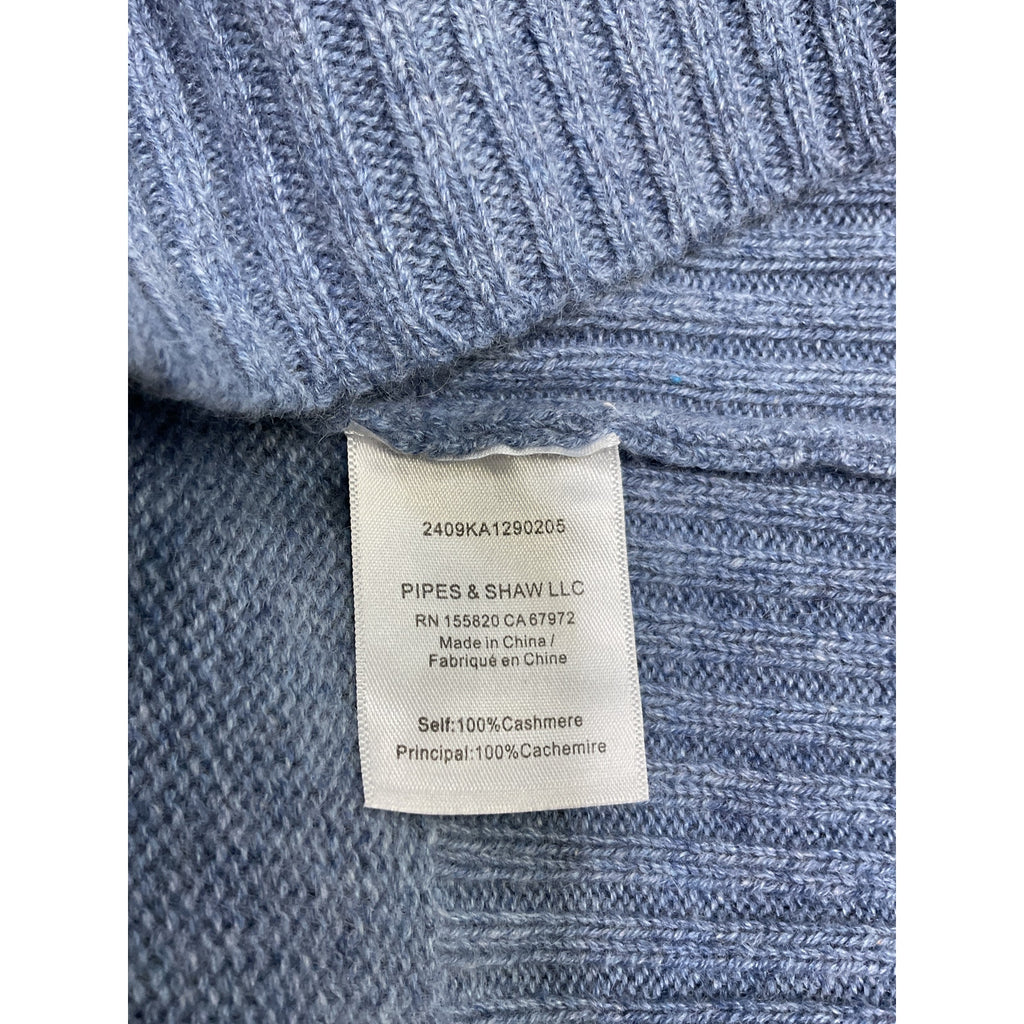 2409KA1290205
PIPES & SHAW LLC
RN 155820 CA 67972
Made in China /
Fabriqué en Chine
Self:100%Cashmere
Principal:100%Cachemire